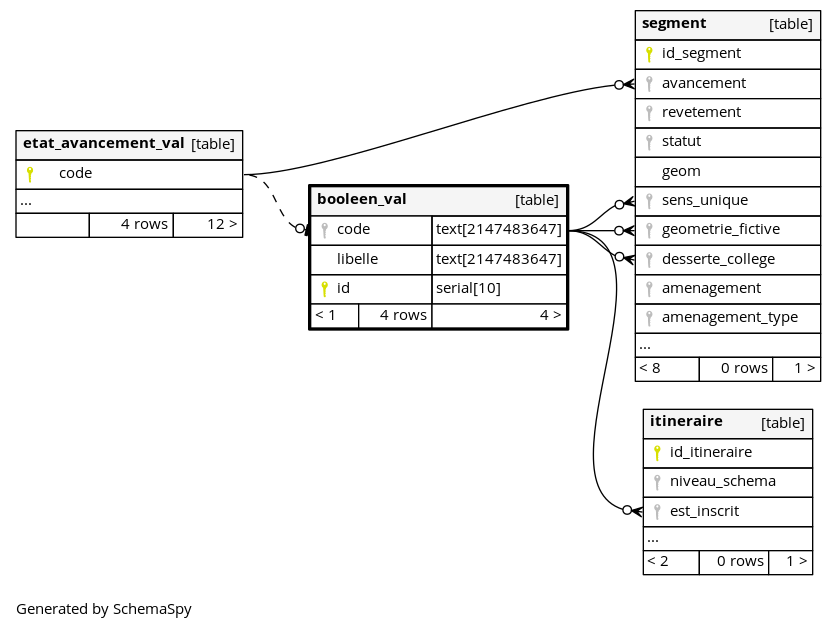 segment [table]
id_segment
avancement
revetement
statut
geom
sens_unique
geometrie_fictive
desserte_college
amenagement
amenagement_type
...
< 8 0 rows 1 >
etat_avancement_val [table]
code
...
4 rows 12 >
booleen_val [table]
code text[2147483647]
libelle text[2147483647]
id serial[10]
< 1 4 rows 4 >
itineraire [table]
id_itineraire
niveau_schema
est_inscrit
...
< 2 0 rows 1 >
Generated by SchemaSpy